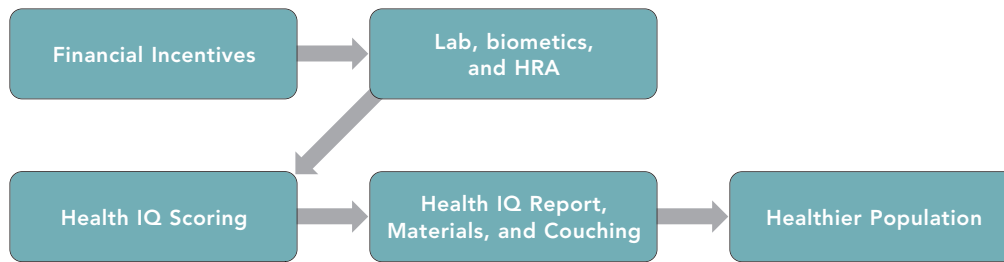 Financial Incentives
Lab, biometics,
and HRA
Health IQ Scoring
Health IQ Report,
Materials, and Couching
Healthier Population